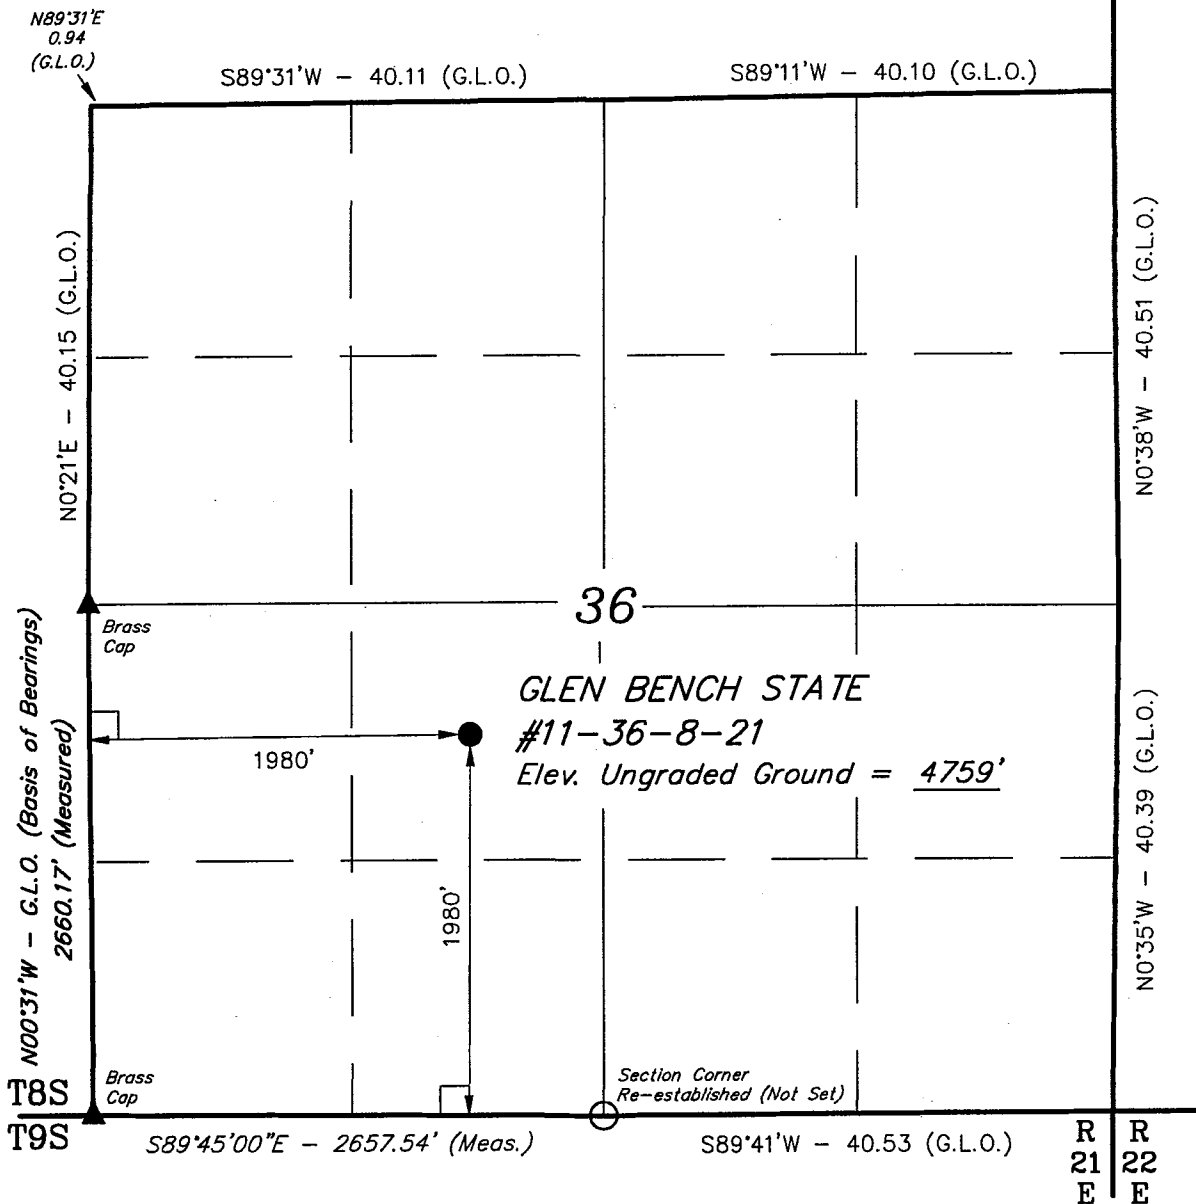 N89°31'E
0.94
(G.L.O.)
S89°31'W – 40.11 (G.L.O.)
S89°11'W – 40.10 (G.L.O.)
N0°21'E – 40.15 (G.L.O.)
N0°38'W – 40.51 (G.L.O.)
36
Brass
Cap
GLEN BENCH STATE
#11-36-8-21
Elev. Ungraded Ground = 4759'
1980'
1980'
N00°31'W – G.L.O. (Basis of Bearings)
2660.17' (Measured)
N0°35'W – 40.39 (G.L.O.)
T8S
Brass
Cap
Section Corner
Re-established (Not Set)
T9S
S89°45'00"E – 2657.54' (Meas.)
S89°41'W – 40.53 (G.L.O.)
R R
21 22
E E